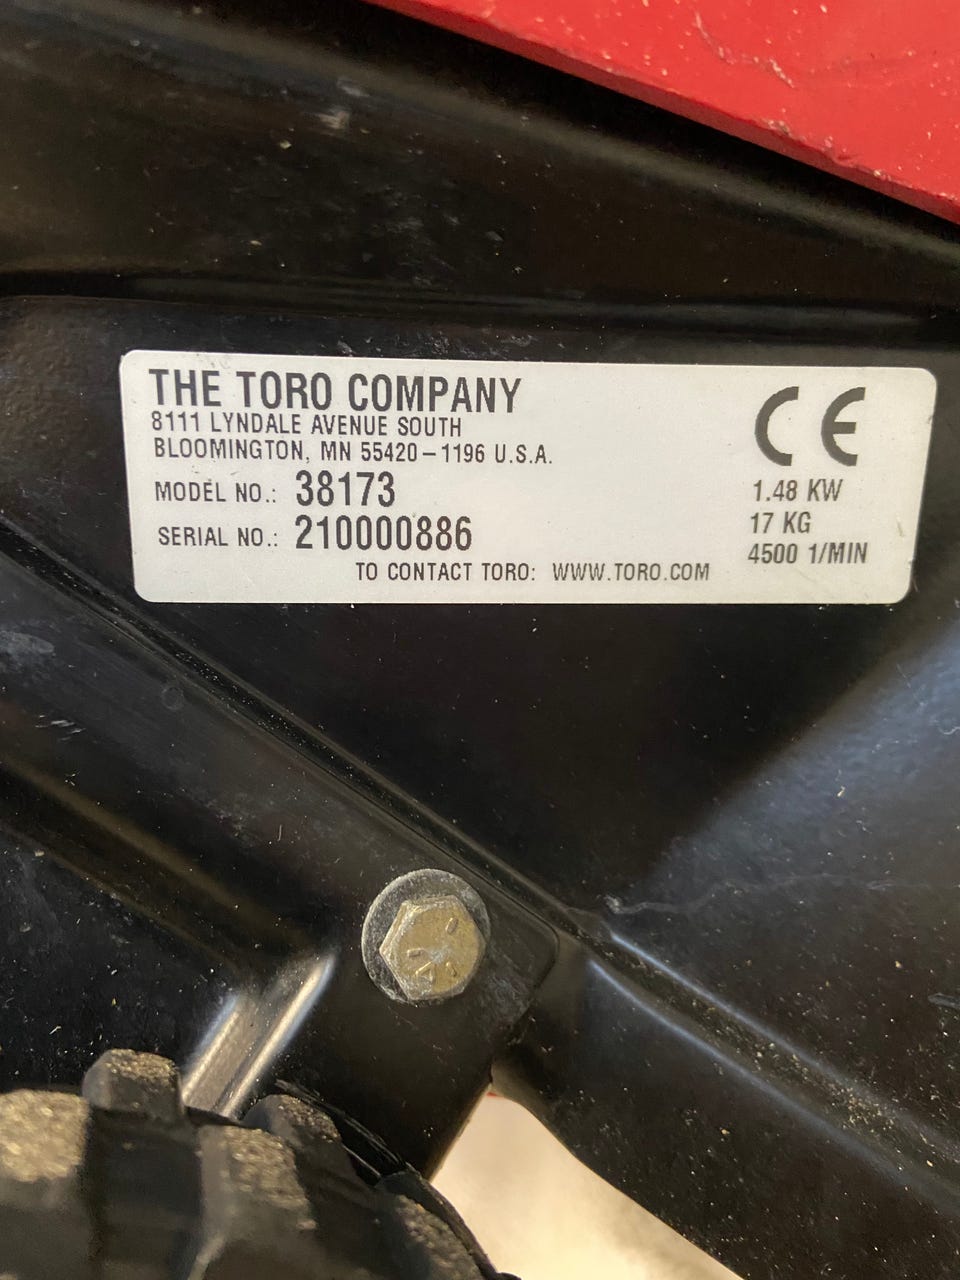 THE TORO COMPANY
8111 LYNDALE AVENUE SOUTH
BLOOMINGTON, MN 55420-1196 U.S.A.
MODEL NO.: 38173
SERIAL NO.: 210000886
TO CONTACT TORO: WWW.TORO.COM
CE
1.48 KW
17 KG
4500 1/MIN